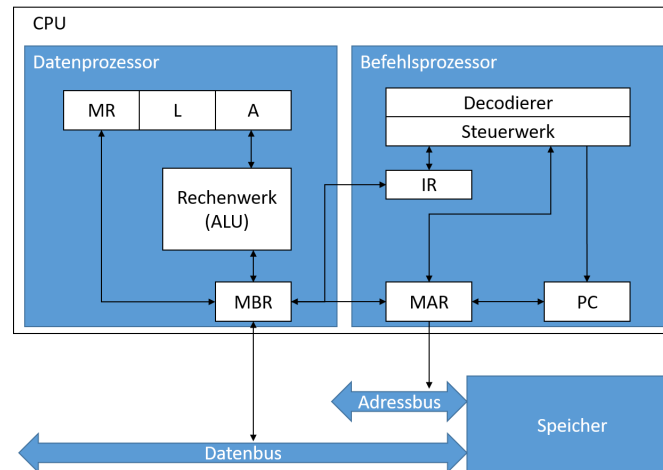 CPU
Datenprozessor
Befehlsprozessor
MR L A
Decodierer
Steuerwerk
Rechenwerk
(ALU)
IR
MBR
MAR
PC
Adressbus
Speicher
Datenbus